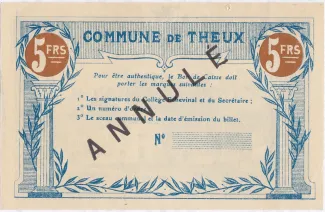 5 FRS
COMMUNE DE THEUX
5 FRS
Pour être authentique, le Bon de Caisse doit
porter les marques suivantes :
1° Les signatures du Collège Échevinal et du Secrétaire ;
2° Un numéro d'
3° Le sceau communal et la date d'émission du billet.
N°
ANNULE